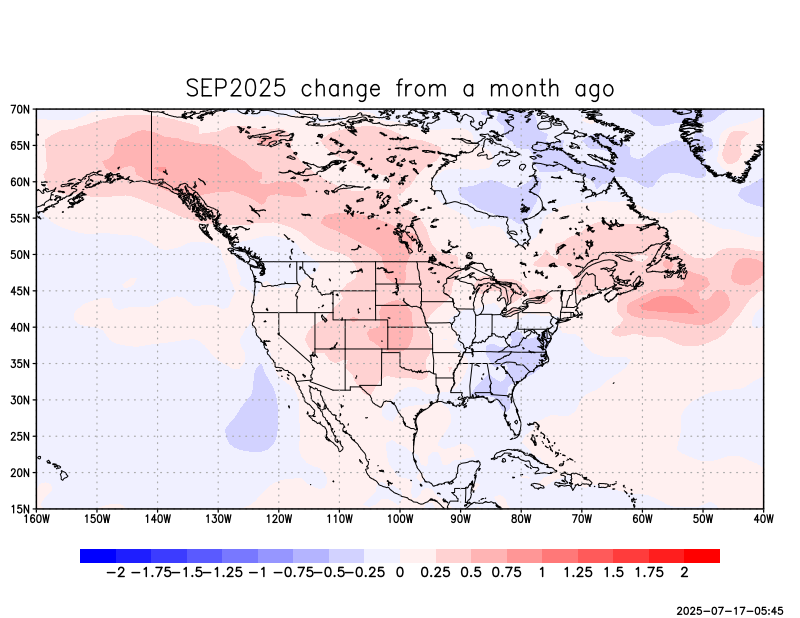 SEP2025 change from a month ago
70N
65N
60N
55N
50N
45N
40N
35N
30N
25N
20N
15N
160W 150W 140W 130W 120W 110W 100W 90W 80W 70W 60W 50W 40W
−2 −1.75 −1.5 −1.25 −1 −0.75 −0.5 −0.25 0 0.25 0.5 0.75 1 1.25 1.5 1.75 2
2025-07-17-05:45